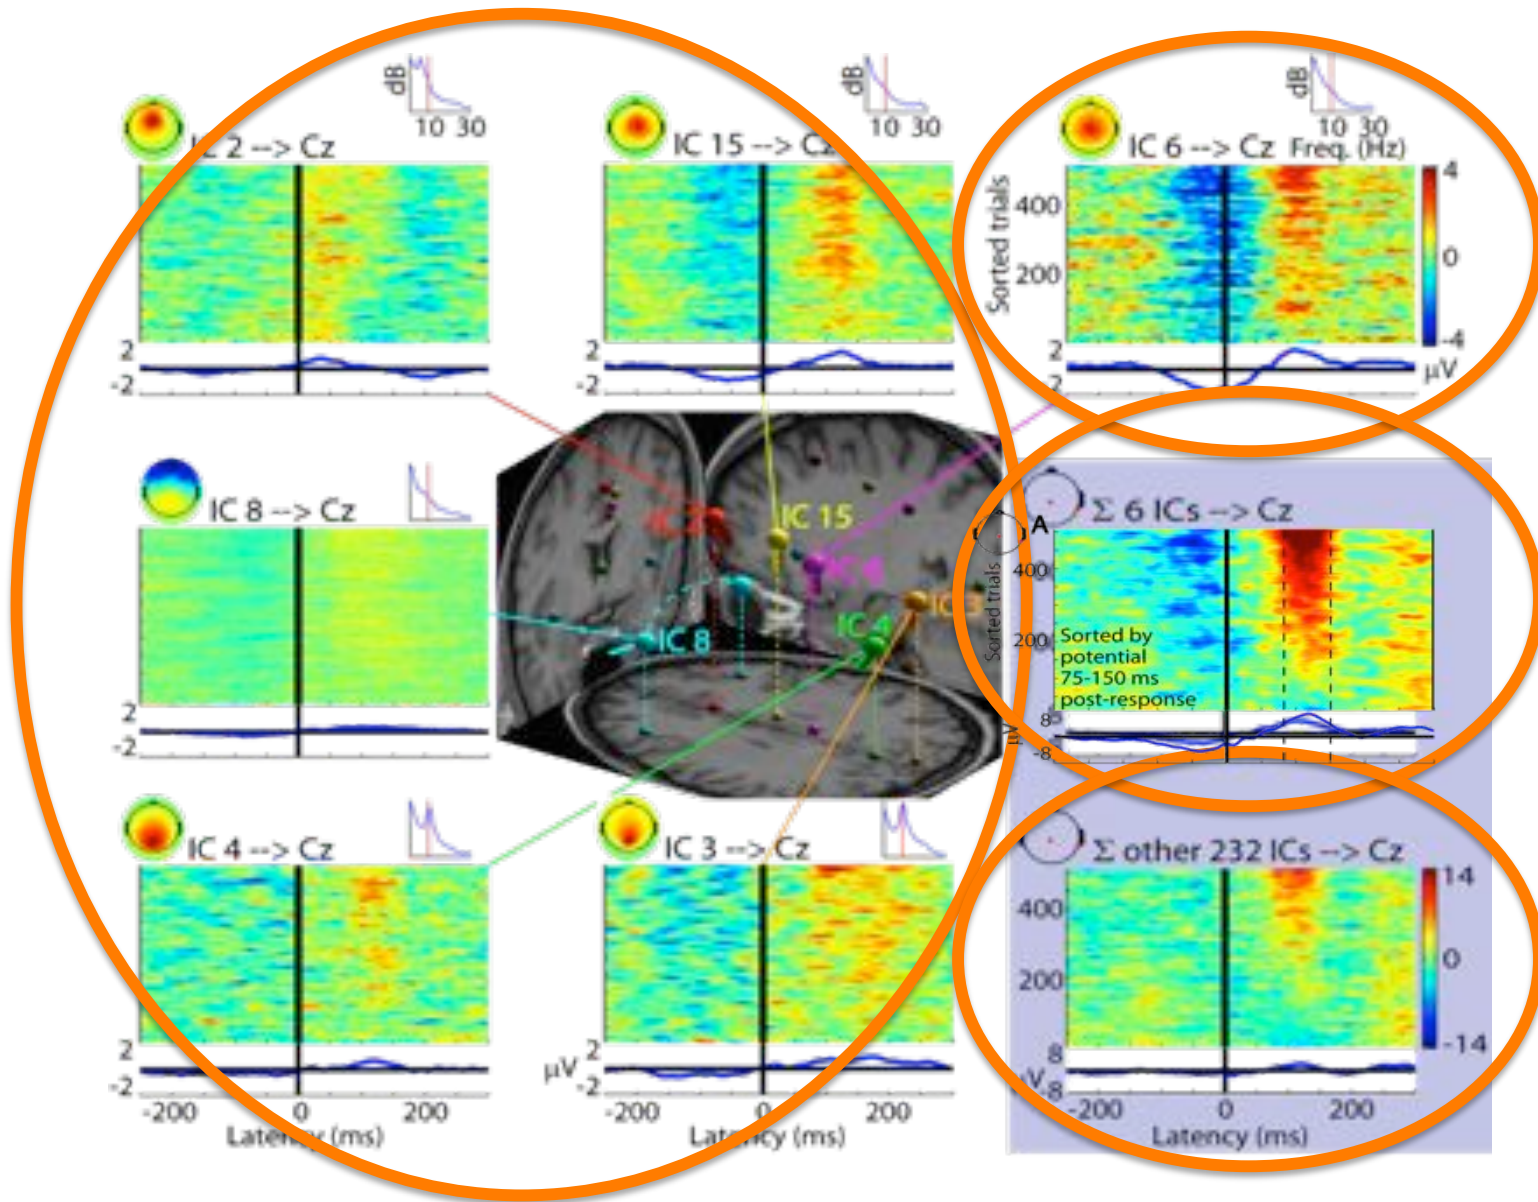 dB
10 30
IC 2 --> Cz
2
-2
dB
10 30
IC 15 --> Cz
2
-2
dB
10 30
IC 6 --> Cz Freq. (Hz)
Sorted trials
400
200
4
0
-4
2
2
μV
IC 8 --> Cz
2
-2
IC 2
IC 15
IC 6
IC 3
IC 4
IC 8
Σ 6 ICs --> Cz
A
Sorted trials
400
200
Sorted by
potential
75-150 ms
post-response
8
-8
μV
IC 4 --> Cz
2
-2
-200 0 200
Latency (ms)
IC 3 --> Cz
μV
2
-2
-200 0 200
Latency (ms)
Σ other 232 ICs --> Cz
400
200
14
0
-14
8
μV
8
-200 0 200
Latency (ms)